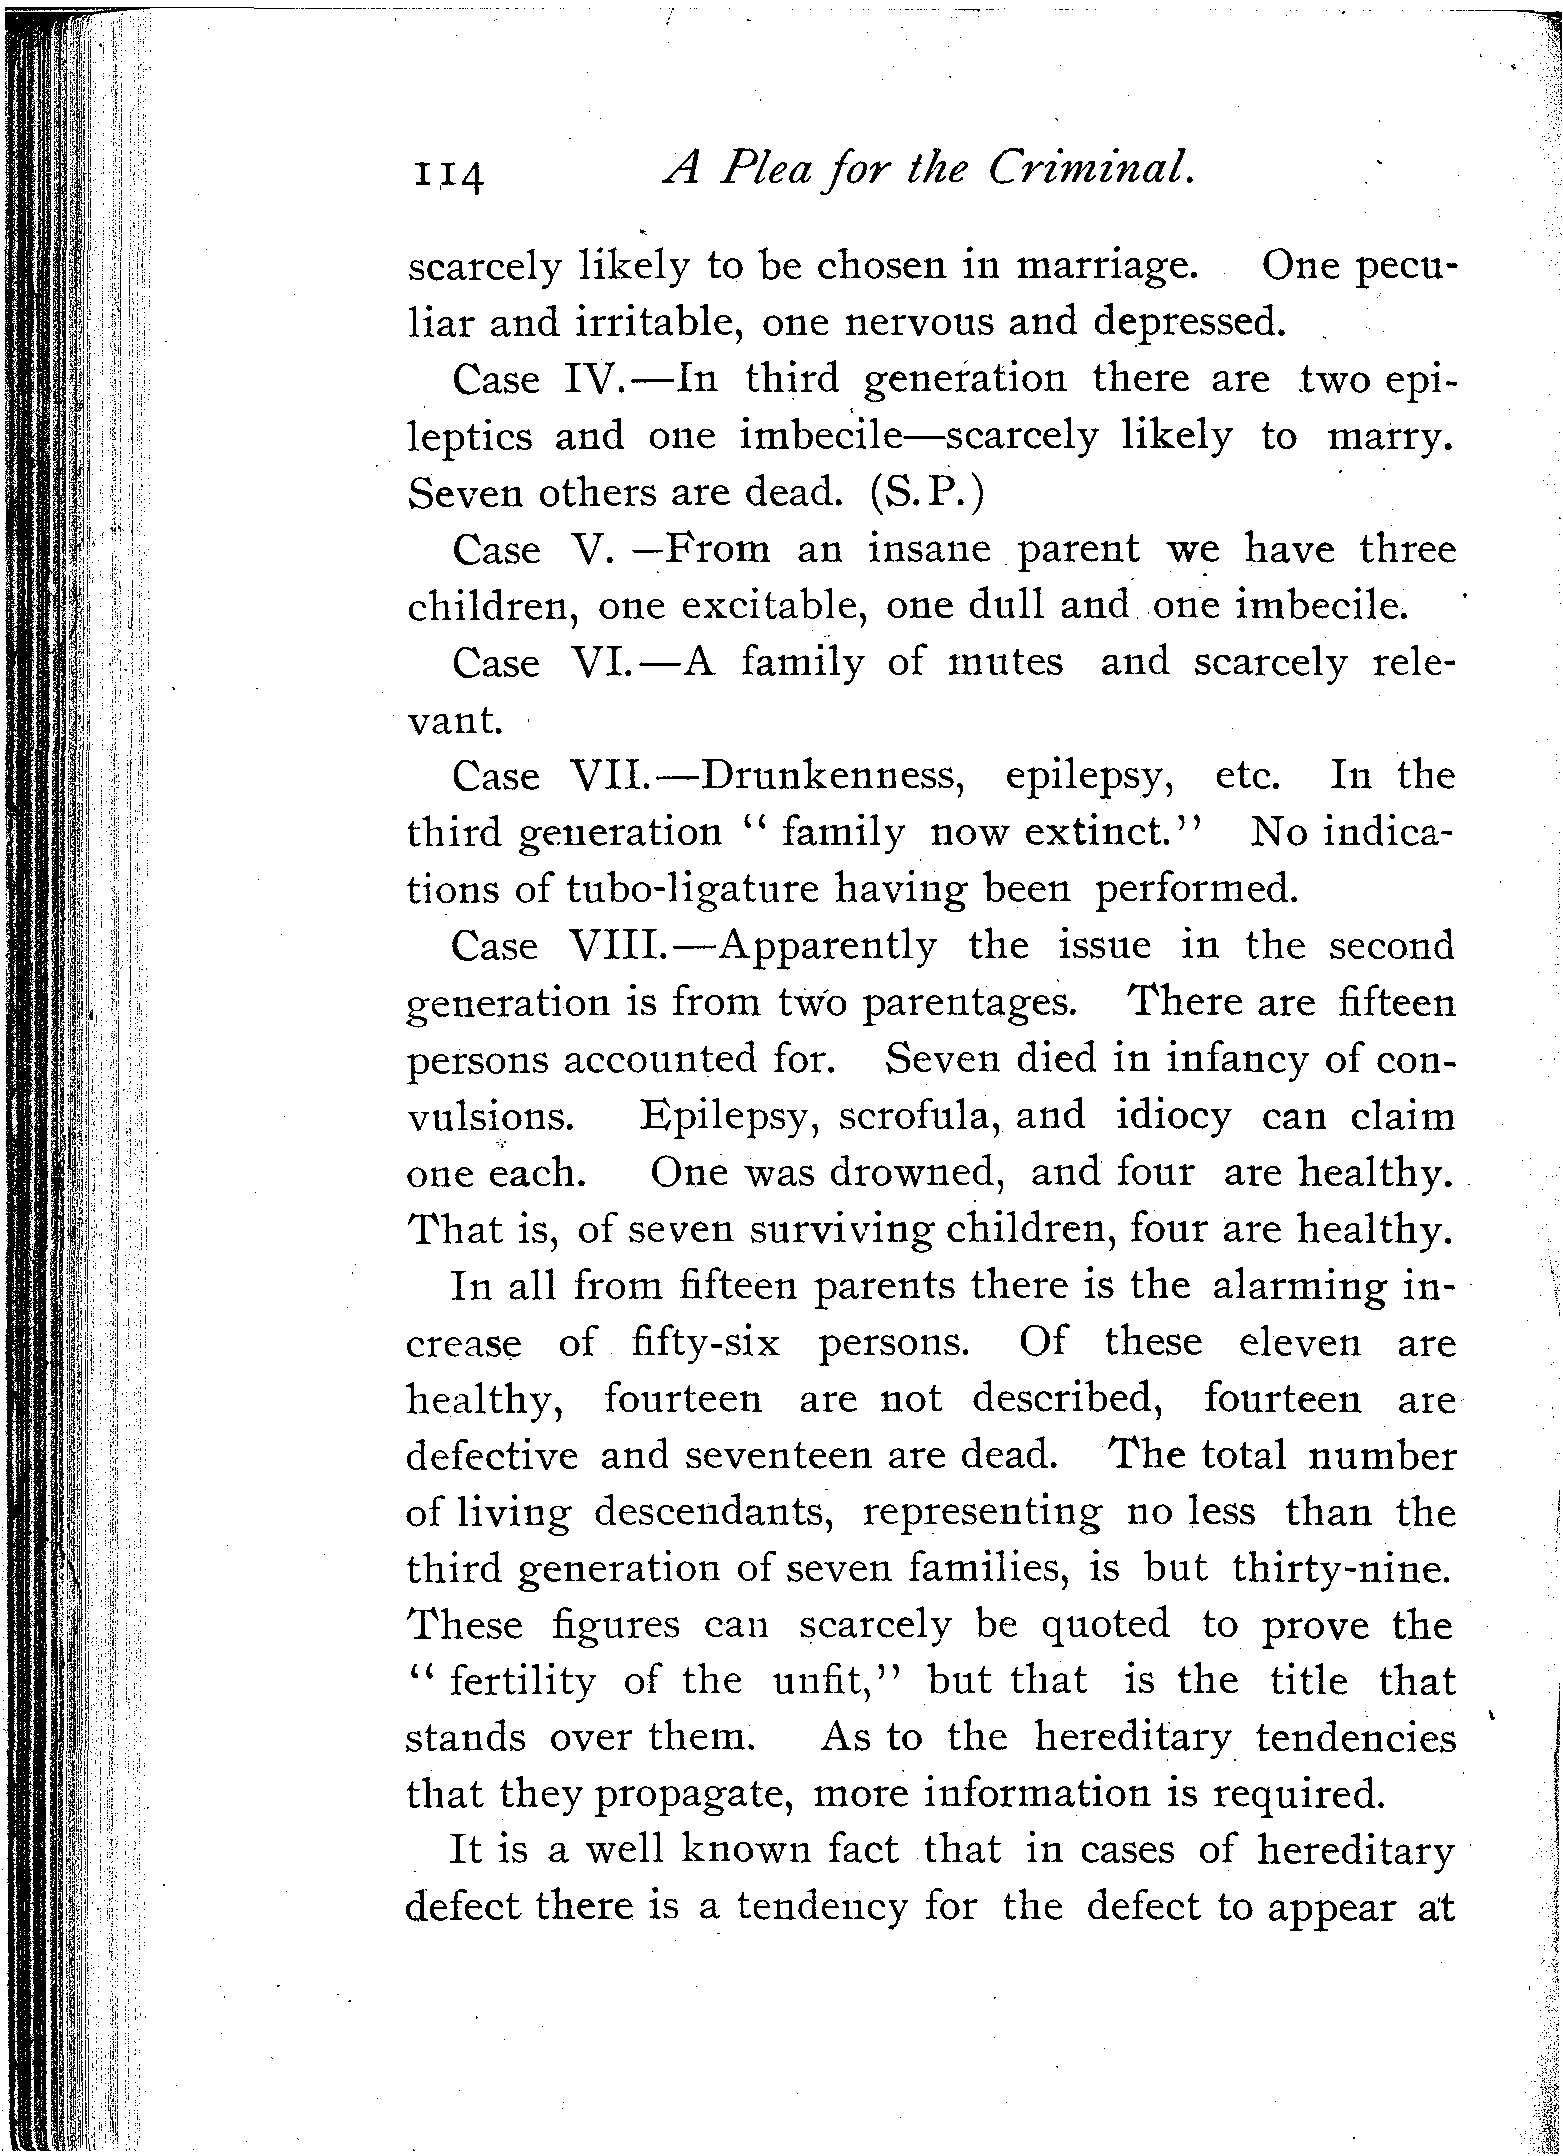 114 A Plea for the Criminal.
scarcely likely to be chosen in marriage. One pecu-
liar and irritable, one nervous and depressed.
Case IV.—In third generation there are two epi-
leptics and one imbecile—scarcely likely to marry.
Seven others are dead. (S.P.)
Case V. —From an insane parent we have three
children, one excitable, one dull and one imbecile.
Case VI.—A family of mutes and scarcely rele-
vant.
Case VII.—Drunkenness, epilepsy, etc. In the
third generation “ family now extinct.” No indica-
tions of tubo-ligature having been performed.
Case VIII.—Apparently the issue in the second
generation is from two parentages. There are fifteen
persons accounted for. Seven died in infancy of con-
vulsions. Epilepsy, scrofula, and idiocy can claim
one each. One was drowned, and four are healthy.
That is, of seven surviving children, four are healthy.
In all from fifteen parents there is the alarming in-
crease of fifty-six persons. Of these eleven are
healthy, fourteen are not described, fourteen are
defective and seventeen are dead. The total number
of living descendants, representing no less than the
third generation of seven families, is but thirty-nine.
These figures can scarcely be quoted to prove the
“ fertility of the unfit,” but that is the title that
stands over them. As to the hereditary tendencies
that they propagate, more information is required.
It is a well known fact that in cases of hereditary
defect there is a tendency for the defect to appear at